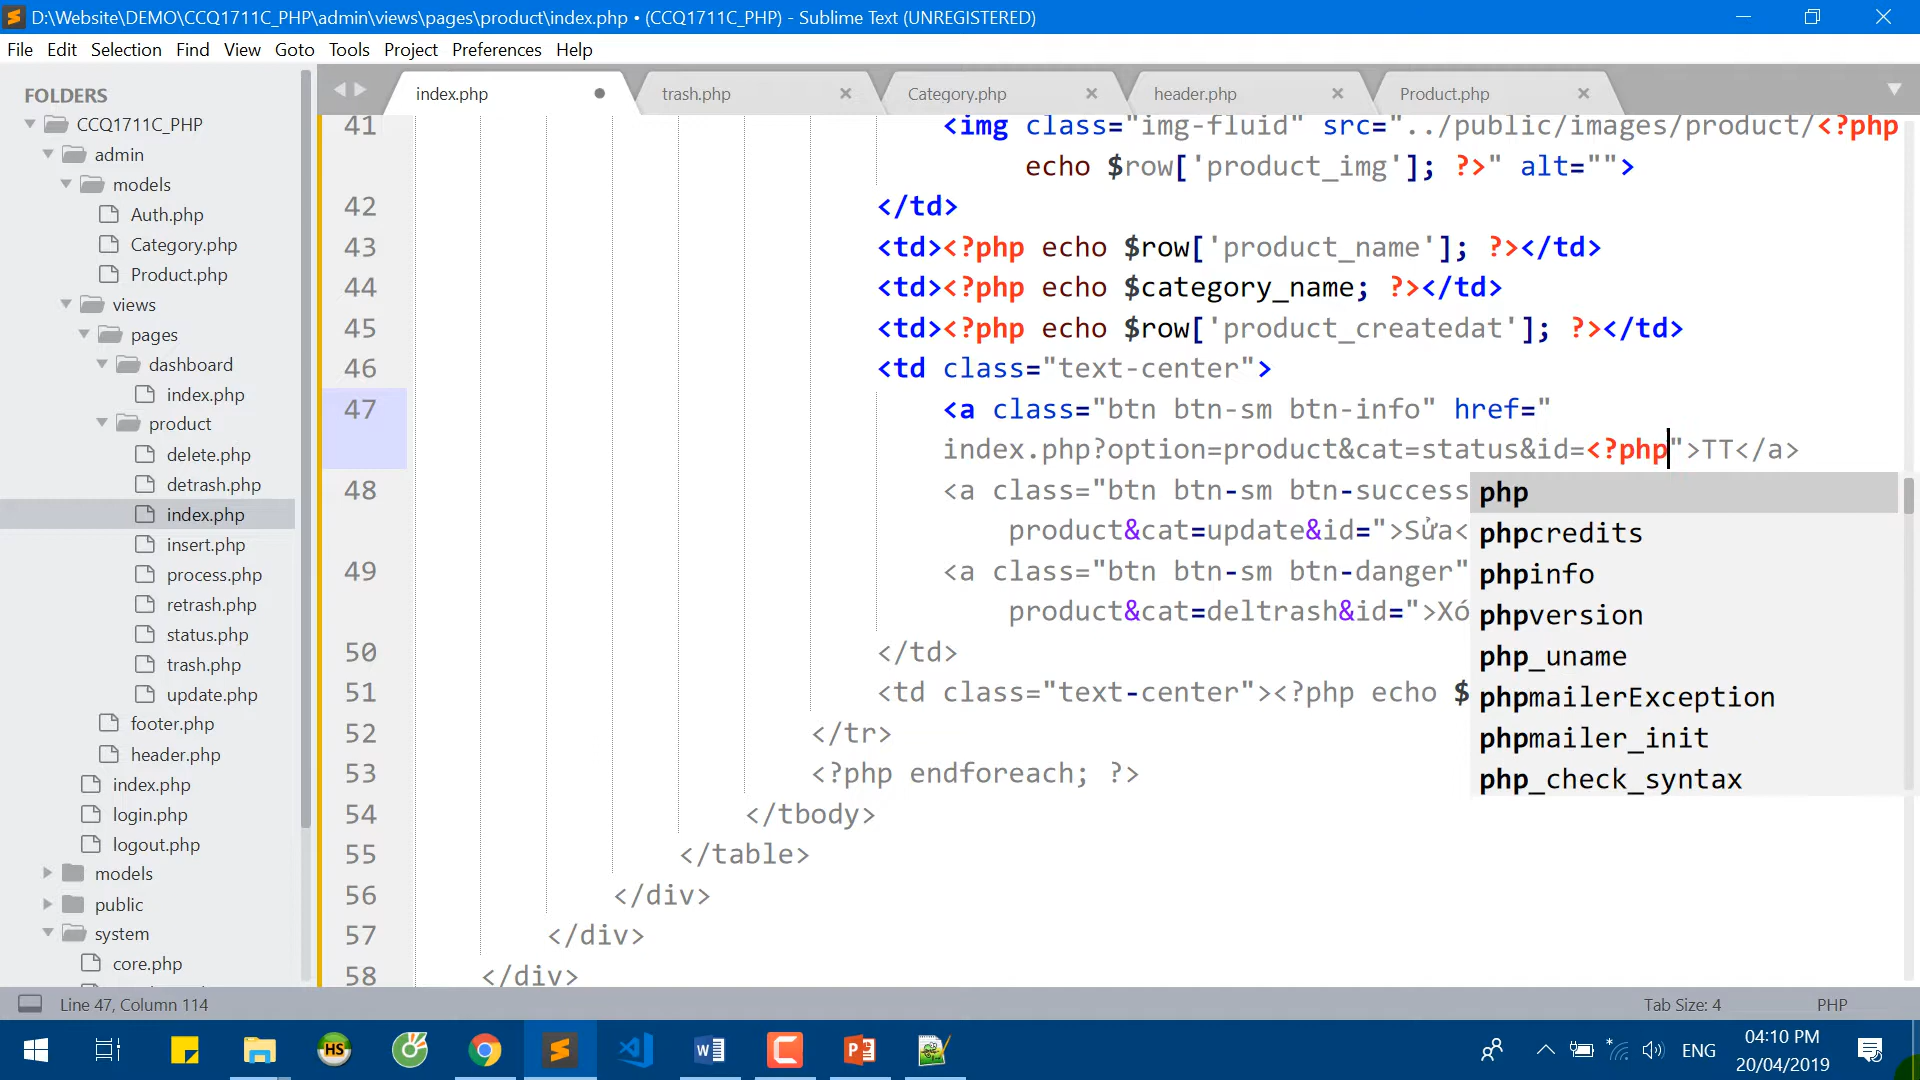 D:\Website\DEMO\CCQ1711C_PHP\admin\views\pages\product\index.php • (CCQ1711C_PHP) - Sublime Text (UNREGISTERED)
File Edit Selection Find View Goto Tools Project Preferences Help
index.php trash.php Category.php header.php Product.php
FOLDERS
CCQ1711C_PHP
admin
models
Auth.php
Category.php
Product.php
views
pages
dashboard
index.php
product
delete.php
detrash.php
index.php
insert.php
process.php
retrash.php
status.php
trash.php
update.php
footer.php
header.php
index.php
login.php
logout.php
models
public
system
core.php
41 <img class="img-fluid" src="../public/images/product/<?php
echo $row['product_img']; ?>" alt="">
42 </td>
43 <td><?php echo $row['product_name']; ?></td>
44 <td><?php echo $category_name; ?></td>
45 <td><?php echo $row['product_createdat']; ?></td>
46 <td class="text-center">
47 <a class="btn btn-sm btn-info" href="
index.php?option=product&cat=status&id=<?php">TT</a>
48 <a class="btn btn-sm btn-success
product&cat=update&id=">Sửa<
49 <a class="btn btn-sm btn-danger"
product&cat=deltrash&id=">Xó
50 </td>
51 <td class="text-center"><?php echo $
52 </tr>
53 <?php endforeach; ?>
54 </tbody>
55 </table>
56 </div>
57 </div>
58 </div>
php
phpcredits
phpinfo
phpversion
php_uname
phpmailerException
phpmailer_init
php_check_syntax
Line 47, Column 114 Tab Size: 4 PHP
HS
ENG
04:10 PM
20/04/2019